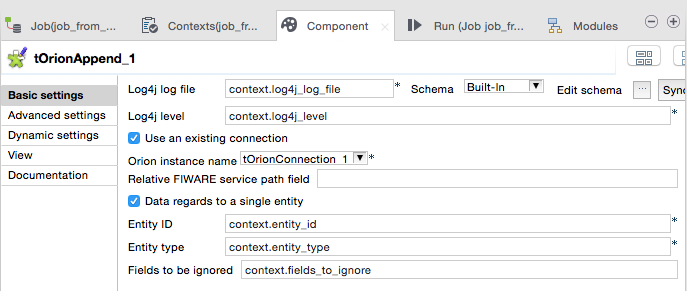 Job(job_from_... Contexts(job_fr... Component Run (Job job_fr... Modules
tOrionAppend_1
Basic settings
Advanced settings
Dynamic settings
View
Documentation
Log4j log file context.log4j_log_file * Schema Built-In Edit schema ... Sync
Log4j level context.log4j_level *
Use an existing connection
Orion instance name tOrionConnection_1 *
Relative FIWARE service path field
Data regards to a single entity
Entity ID context.entity_id *
Entity type context.entity_type *
Fields to be ignored context.fields_to_ignore